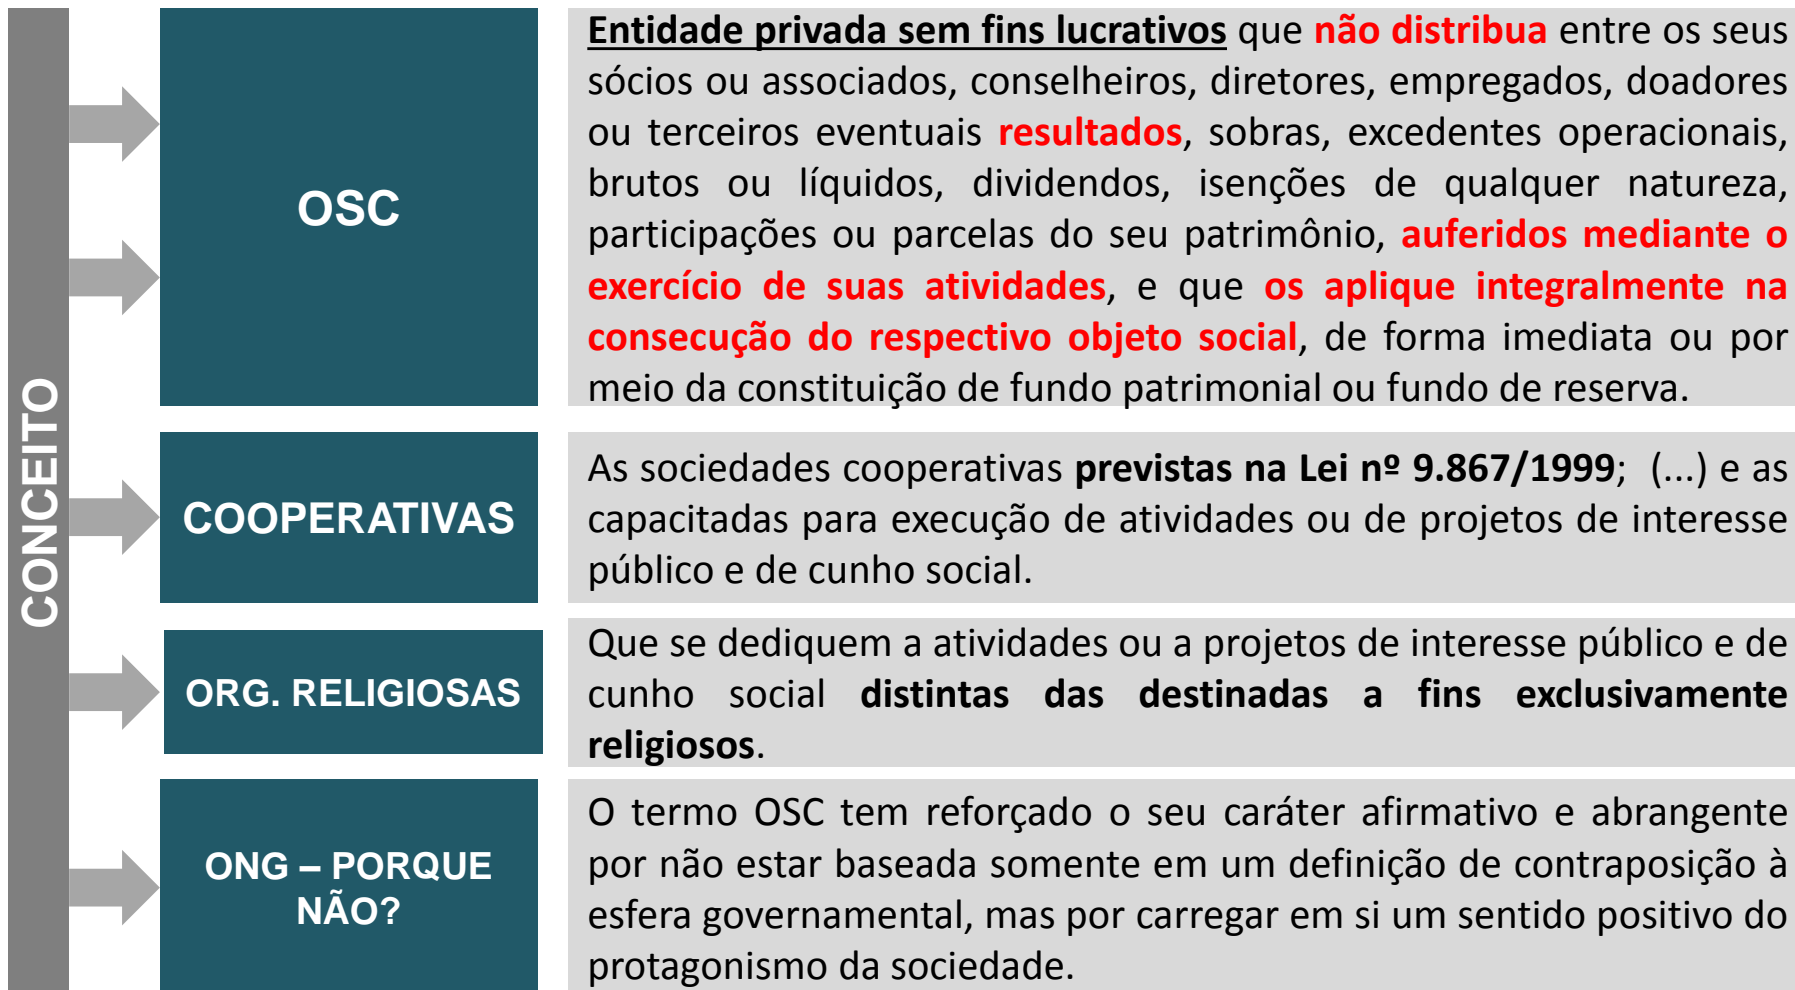 CONCEITO
OSC
Entidade privada sem fins lucrativos que não distribua entre os seus
sócios ou associados, conselheiros, diretores, empregados, doadores
ou terceiros eventuais resultados, sobras, excedentes operacionais,
brutos ou líquidos, dividendos, isenções de qualquer natureza,
participações ou parcelas do seu patrimônio, auferidos mediante o
exercício de suas atividades, e que os aplique integralmente na
consecução do respectivo objeto social, de forma imediata ou por
meio da constituição de fundo patrimonial ou fundo de reserva.
COOPERATIVAS
As sociedades cooperativas previstas na Lei nº 9.867/1999; (...) e as
capacitadas para execução de atividades ou de projetos de interesse
público e de cunho social.
ORG. RELIGIOSAS
Que se dediquem a atividades ou a projetos de interesse público e de
cunho social distintas das destinadas a fins exclusivamente
religiosos.
ONG – PORQUE
NÃO?
O termo OSC tem reforçado o seu caráter afirmativo e abrangente
por não estar baseada somente em um definição de contraposição à
esfera governamental, mas por carregar em si um sentido positivo do
protagonismo da sociedade.